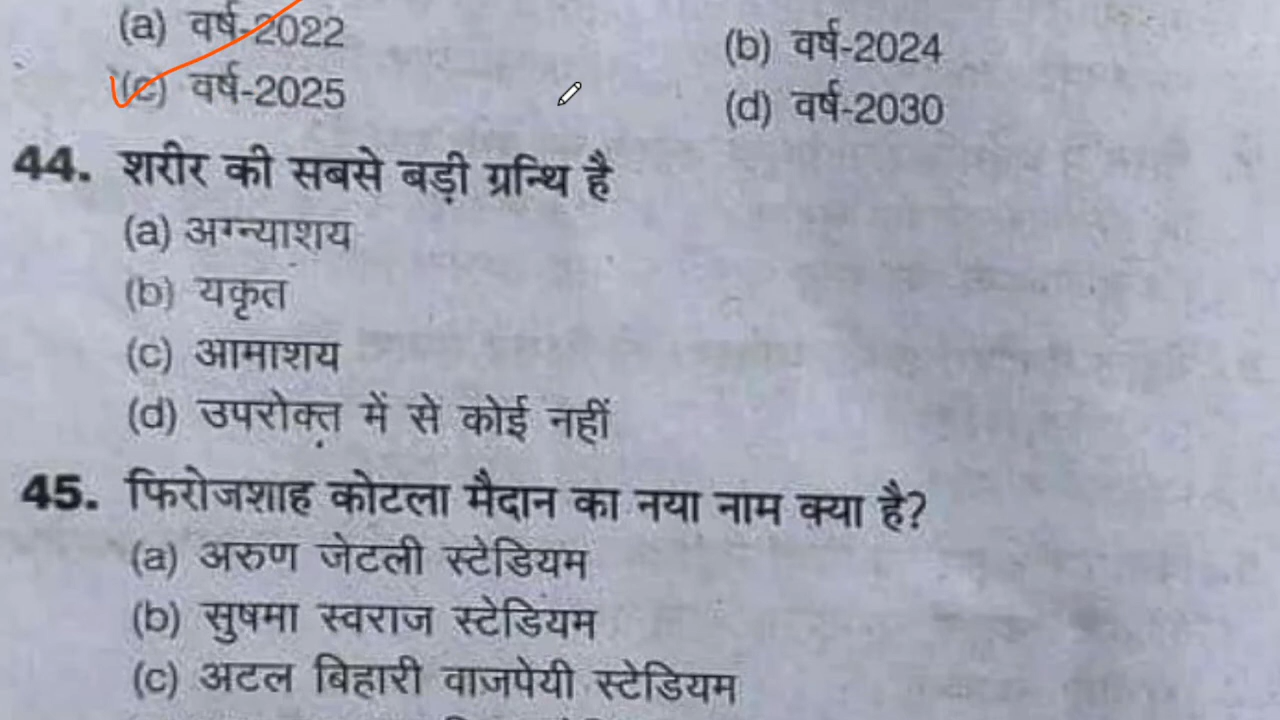 (a) वर्ष-2022
(b) वर्ष-2024
(c) वर्ष-2025
(d) वर्ष-2030
44. शरीर की सबसे बड़ी ग्रन्थि है
(a) अग्न्याशय
(b) यकृत
(c) आमाशय
(d) उपरोक्त में से कोई नहीं
45. फिरोजशाह कोटला मैदान का नया नाम क्या है?
(a) अरुण जेटली स्टेडियम
(b) सुषमा स्वराज स्टेडियम
(c) अटल बिहारी वाजपेयी स्टेडियम